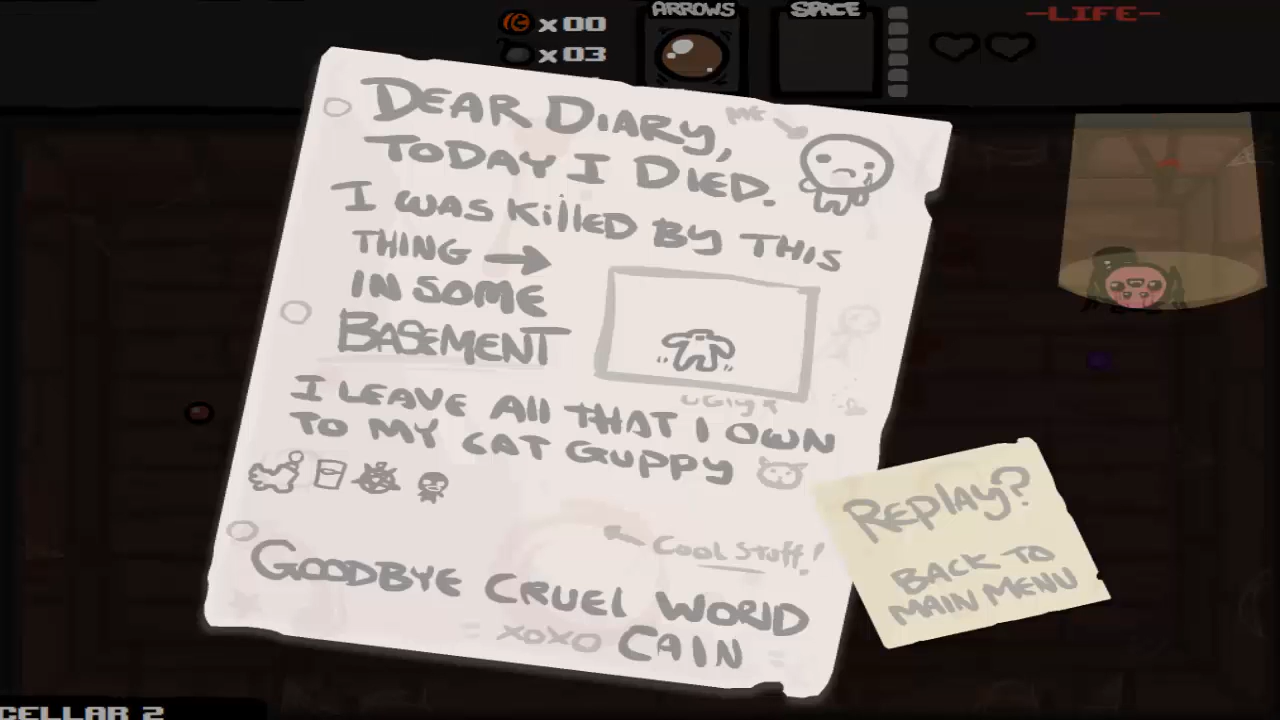 x00
x03
ARROWS
SPACE
-LIFE-
DEAR DIARY,
TODAY I DIED.
ME
I WAS KillED BY THIS
THING
IN SOME
BASEMENT
UGLY
I LEAVE All THAT I OWN
TO MY CAT GUPPY
COOL STUFF!
GOODBYE CRUEL WORLD
XOXO CAIN
REPLAY?
BACK TO
MAIN MENU
CELLAR 2